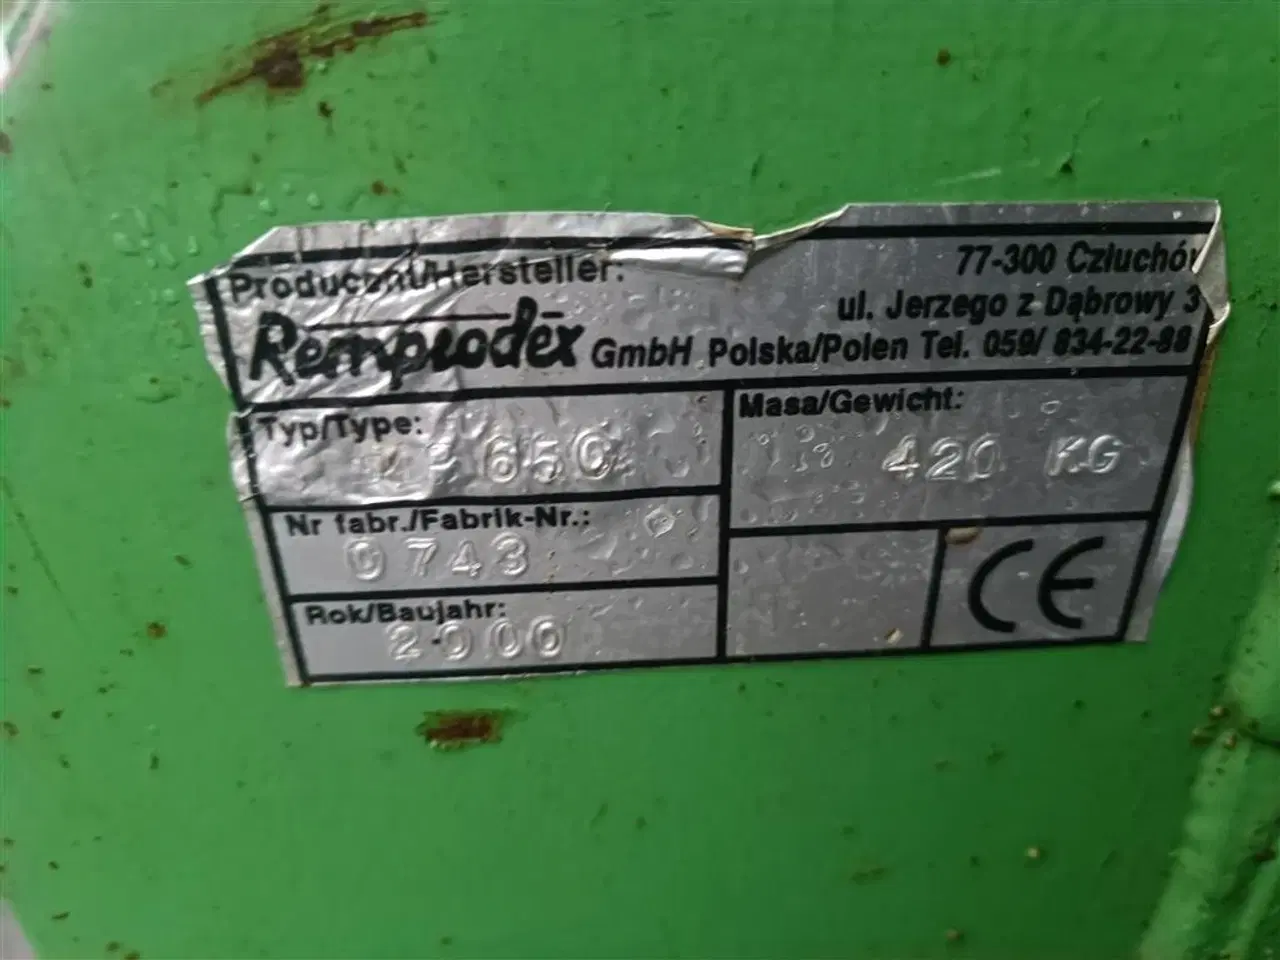 Producent/Hersteller:
77-300 Człuchów
ul. Jerzego z Dąbrowy 3
Remprodex GmbH Polska/Polen Tel. 059/ 834-22-88
Typ/Type:
650
Masa/Gewicht:
420 KG
Nr fabr./Fabrik-Nr.:
0743
Rok/Baujahr:
2000
CE